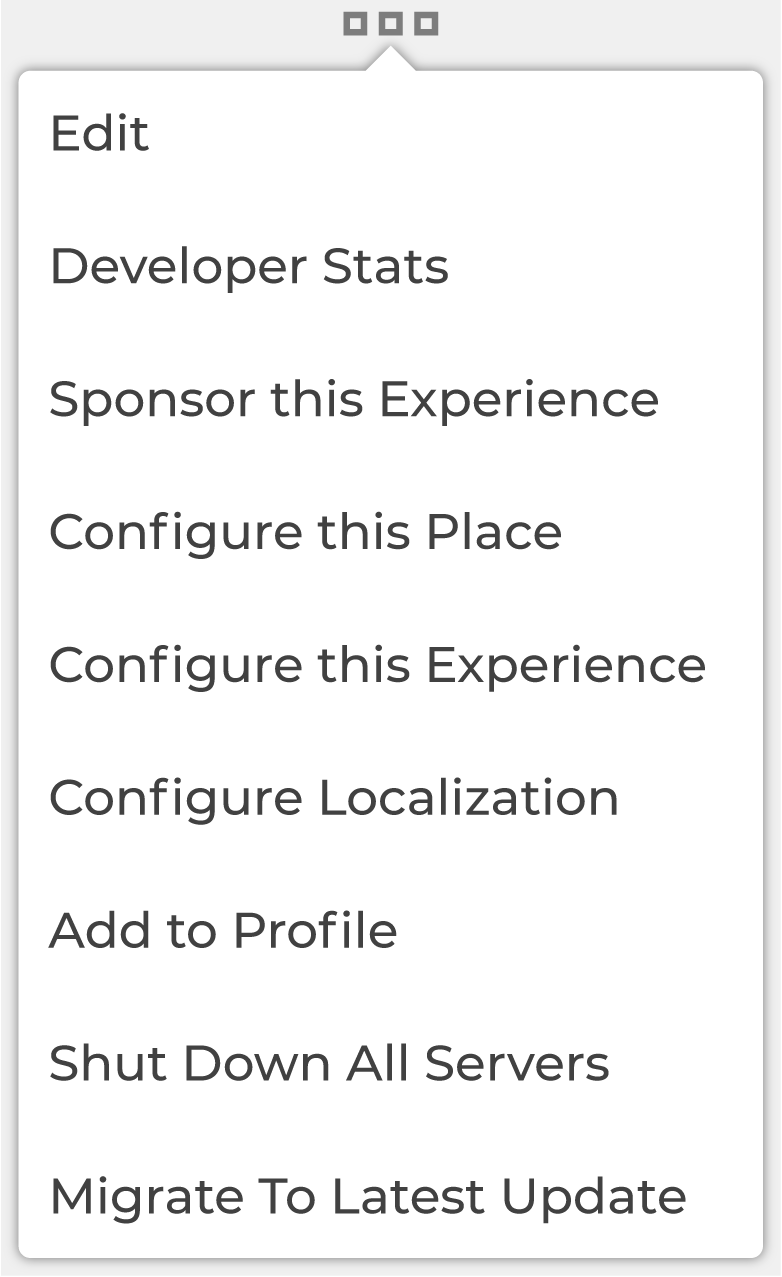 Edit
Developer Stats
Sponsor this Experience
Configure this Place
Configure this Experience
Configure Localization
Add to Profile
Shut Down All Servers
Migrate To Latest Update